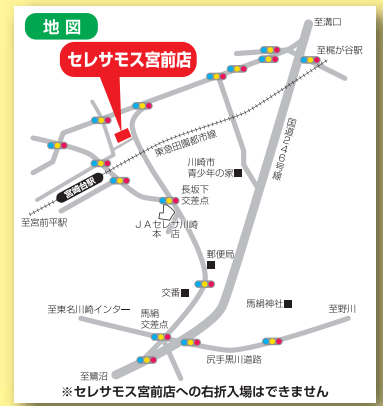 地図
至溝口
至梶が谷駅
セレサモス宮前店
東急田園都市線
国道246号線
川崎市
青少年の家
宮崎台駅
長坂下
交差点
至宮前平駅
JAセレサ川崎
本店
郵便局
交番
馬絹神社
至東名川崎インター
馬絹
交差点
至野川
尻手黒川道路
至鷺沼
※セレサモス宮前店への右折入場はできません